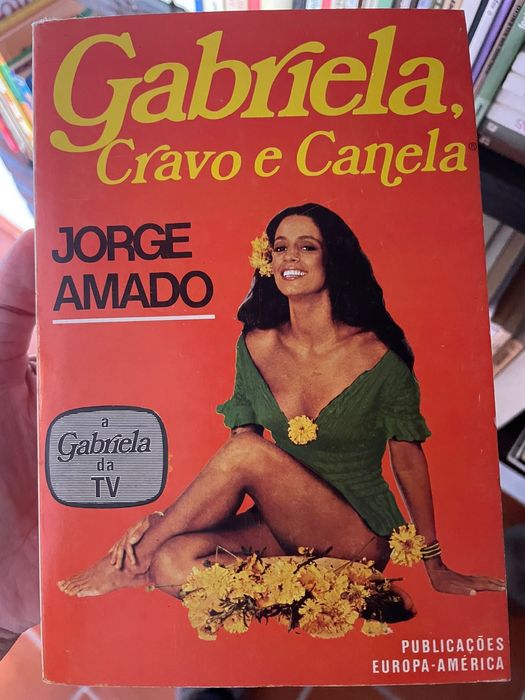 Gabriela,
Cravo e Canela®
JORGE
AMADO
a
Gabriela
da
TV
PUBLICAÇÕES
EUROPA-AMÉRICA